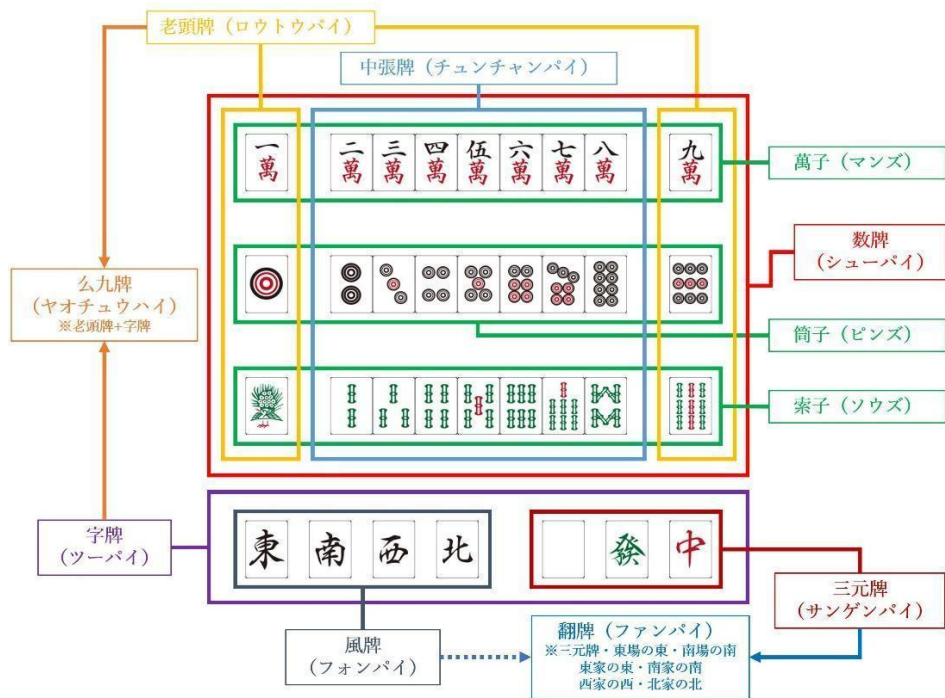 老頭牌（ロウトウパイ）
中張牌（チュンチャンパイ）
一萬 二萬 三萬 四萬 伍萬 六萬 七萬 八萬 九萬
萬子（マンズ）
数牌
（シューパイ）
么九牌
（ヤオチュウハイ）
※老頭牌+字牌
筒子（ピンズ）
索子（ソウズ）
字牌
（ツーパイ）
東 南 西 北 發 中
三元牌
（サンゲンパイ）
風牌
（フォンパイ）
翻牌（ファンパイ）
※三元牌・東場の東・南場の南
東家の東・南家の南
西家の西・北家の北